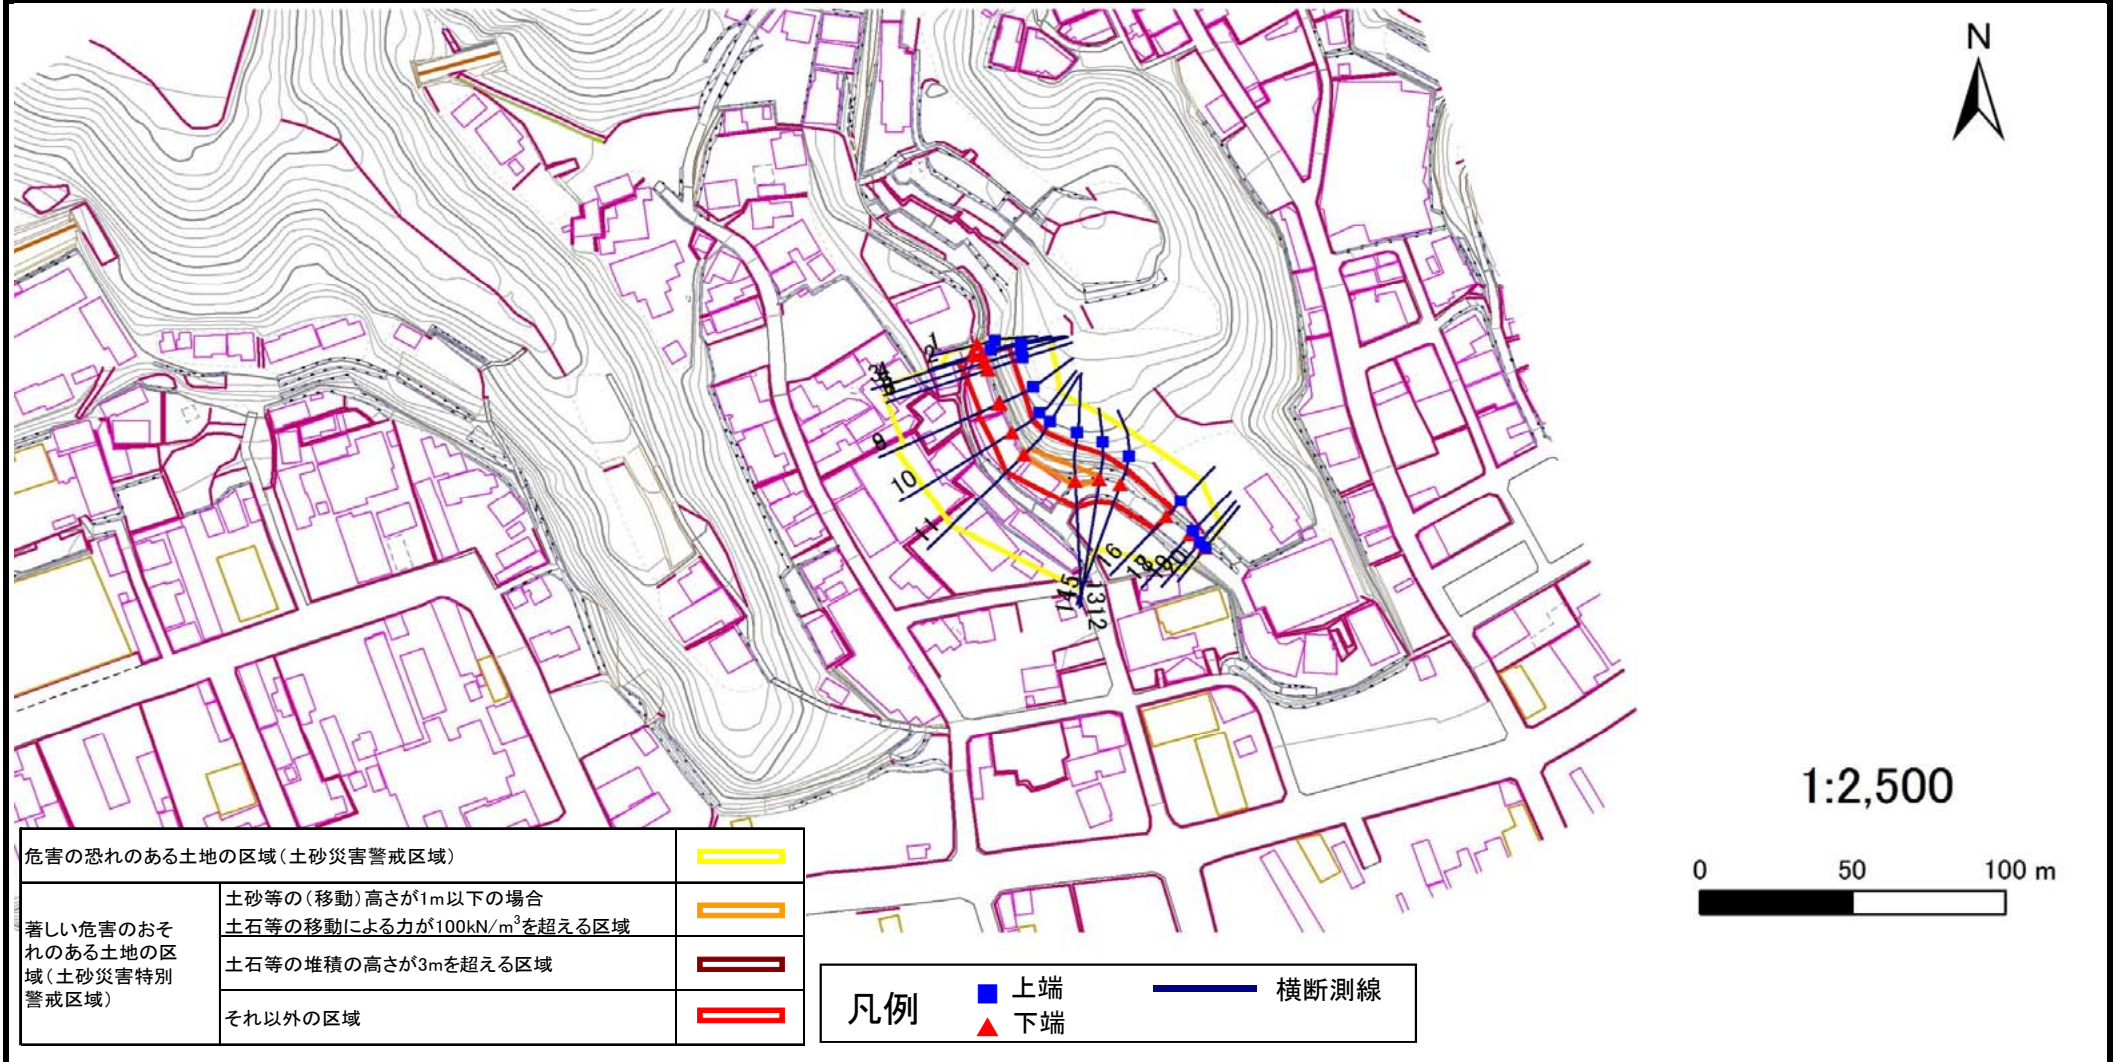 N
1
2
9
10
11
16
15
1312
1:2,500
0 50 100 m
危害の恐れのある土地の区域(土砂災害警戒区域)
著しい危害のおそ
れのある土地の区
域(土砂災害特別
警戒区域)
土砂等の(移動)高さが1m以下の場合
土石等の移動による力が100kN/m³を超える区域
土石等の堆積の高さが3mを超える区域
それ以外の区域
凡例
上端
下端
横断測線